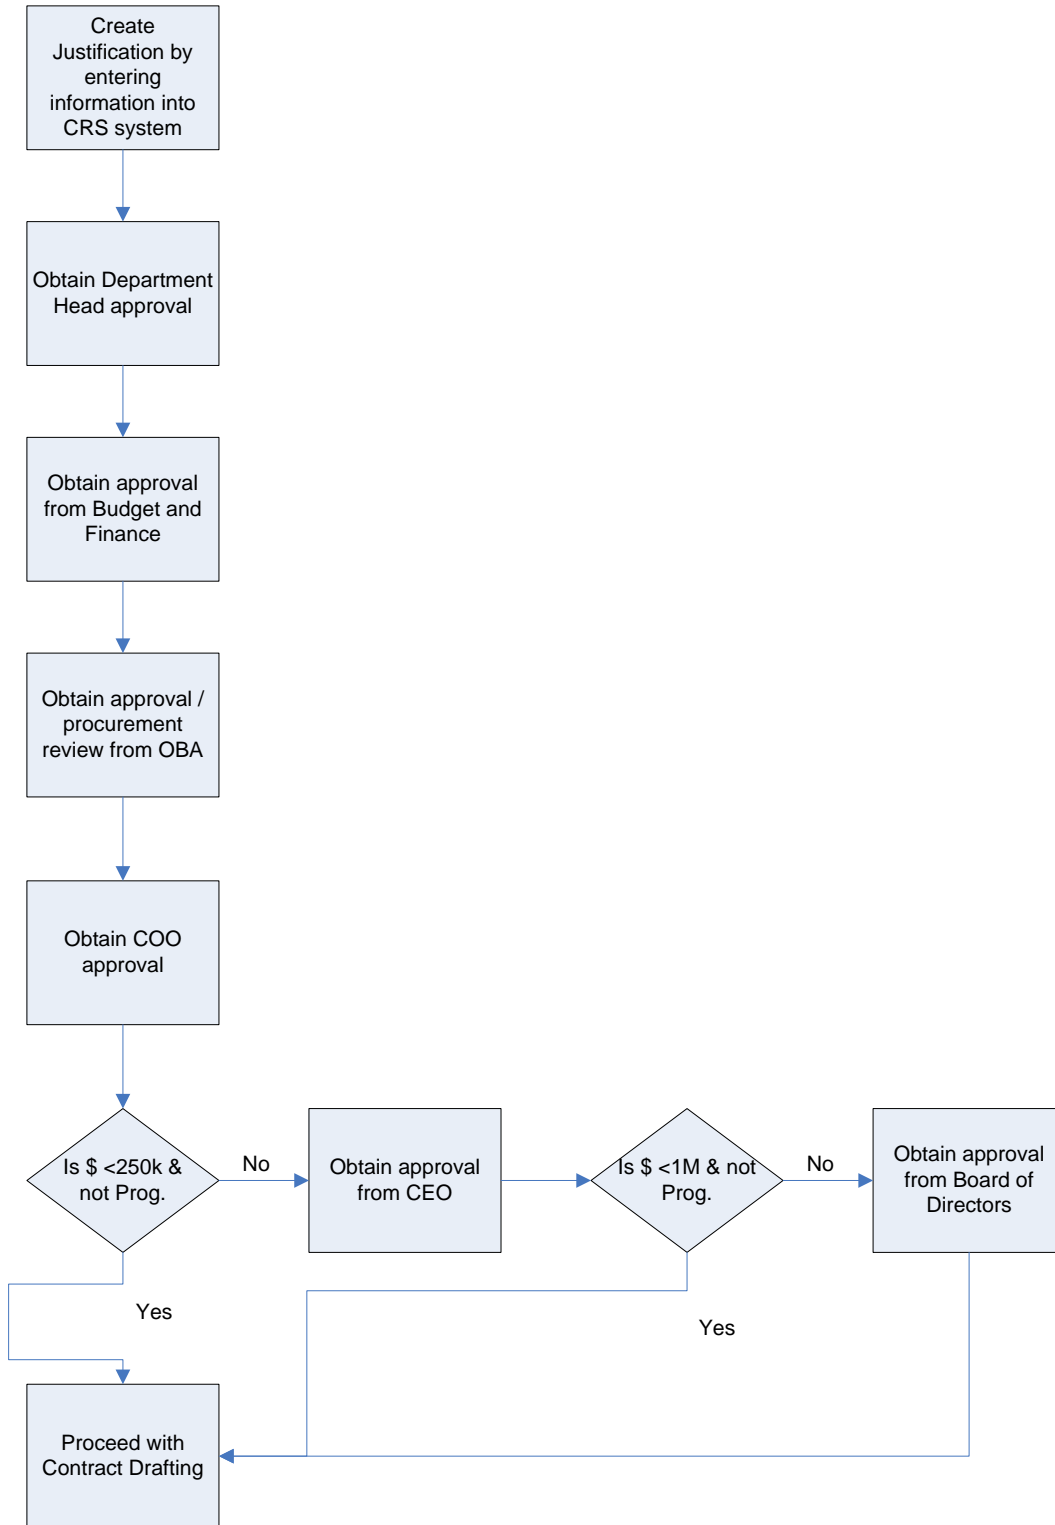 Create
Justification by
entering
information into
CRS system
Obtain Department
Head approval
Obtain approval
from Budget and
Finance
Obtain approval /
procurement
review from OBA
Obtain COO
approval
Is $ <250k &
not Prog.
No
Obtain approval
from CEO
Is $ <1M & not
Prog.
No
Obtain approval
from Board of
Directors
Yes
Yes
Proceed with
Contract Drafting